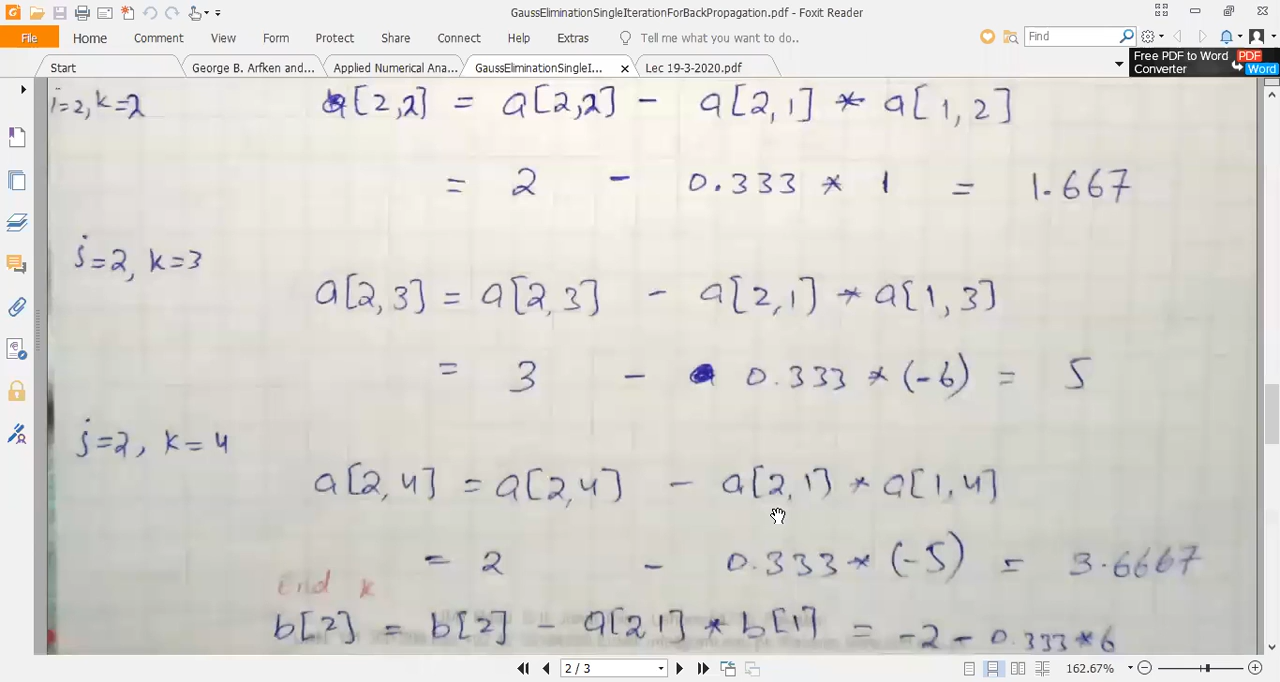 GaussEliminationSingleIterationForBackPropagation.pdf - Foxit Reader
File Home Comment View Form Protect Share Connect Help Extras Tell me what you want to do... Find
Start George B. Arfken and... Applied Numerical Ana... GaussEliminationSingleI... Lec 19-3-2020.pdf
Free PDF to Word Converter
PDF
Word
j=2, k=2 a[2,2] = a[2,2] - a[2,1] * a[1,2]
= 2 - 0.333 * 1 = 1.667
j=2, k=3
a[2,3] = a[2,3] - a[2,1] * a[1,3]
= 3 - 0.333 * (-6) = 5
j=2, k=4
a[2,4] = a[2,4] - a[2,1] * a[1,4]
= 2 - 0.333 * (-5) = 3.6667
End k
b[2] = b[2] - a[2 1] * b[1] = -2 - 0.333 * 6
2 / 3
162.67%